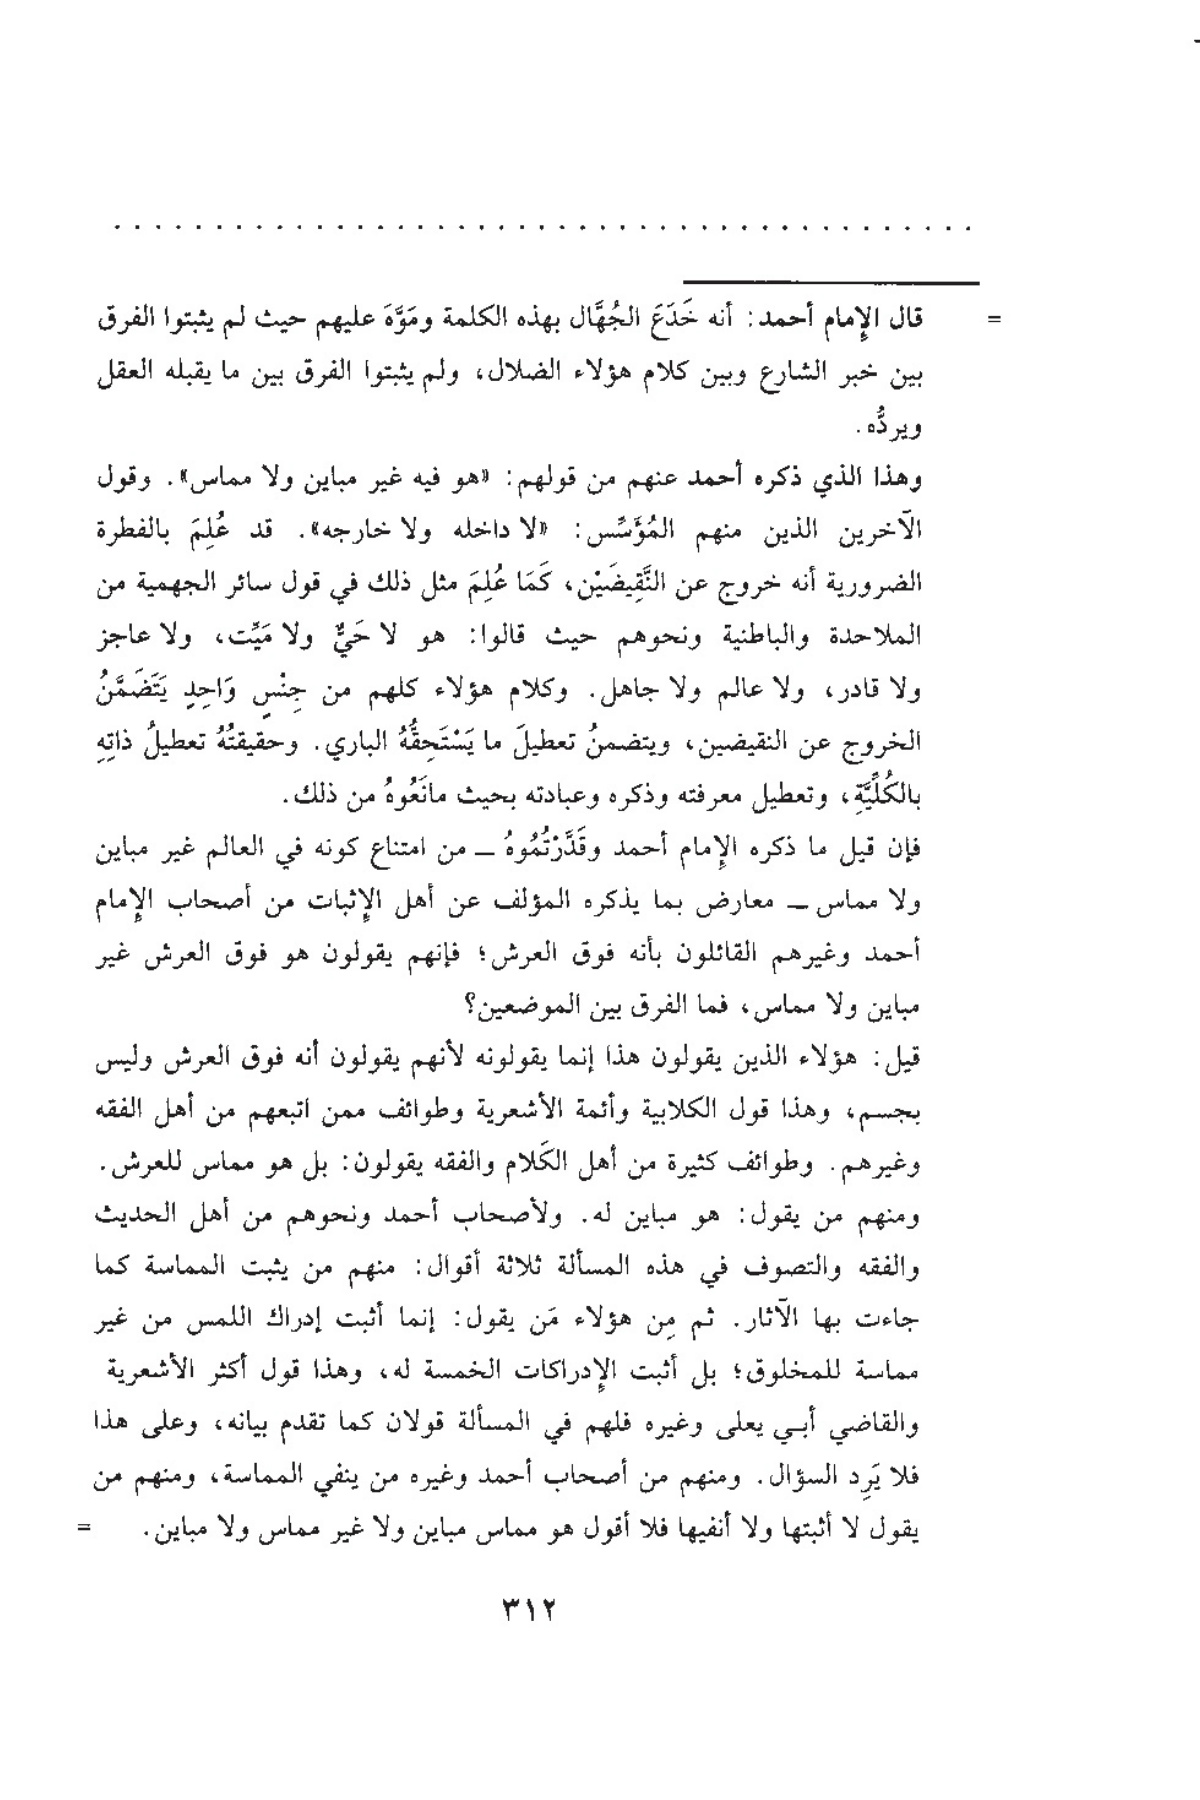 . . . . . . . . . . . . . . . . . . . . . . . . . . . . . . . . . . . . . . . . . . .
= قال الإمام أحمد: أنه خَدَعَ الجُهَّال بهذه الكلمة ومَوَّهَ عليهم حيث لم يثبتوا الفرق
بين خبر الشارع وبين كلام هؤلاء الضلال، ولم يثبتوا الفرق بين ما يقبله العقل
ويردُّه.
وهذا الذي ذكره أحمد عنهم من قولهم: «هو فيه غير مباين ولا مماس». وقول
الآخرين الذين منهم المُؤَسِّس: «لا داخله ولا خارجه». قد عُلِمَ بالفطرة
الضرورية أنه خروج عن النَّقِيضَيْن، كَمَا عُلِمَ مثل ذلك في قول سائر الجهمية من
الملاحدة والباطنية ونحوهم حيث قالوا: هو لا حَيٌّ ولا مَيِّت، ولا عاجز
ولا قادر، ولا عالم ولا جاهل. وكلام هؤلاء كلهم من جِنْسٍ وَاحِدٍ يَتَضَمَّنُ
الخروج عن النقيضين، ويتضمنُ تعطيلَ ما يَسْتَحِقُّهُ الباري. وحقيقتُهُ تعطيلُ ذاتِهِ
بالكُلِّيَّةِ، وتعطيل معرفته وذكره وعبادته بحيث مانَعُوهُ من ذلك.
فإن قيل ما ذكره الإمام أحمد وقَدَّرْتُمُوهُ ــ من امتناع كونه في العالم غير مباين
ولا مماس ــ معارض بما يذكره المؤلف عن أهل الإثبات من أصحاب الإمام
أحمد وغيرهم القائلون بأنه فوق العرش؛ فإنهم يقولون هو فوق العرش غير
مباين ولا مماس، فما الفرق بين الموضعين؟
قيل: هؤلاء الذين يقولون هذا إنما يقولونه لأنهم يقولون أنه فوق العرش وليس
بجسم، وهذا قول الكلابية وأئمة الأشعرية وطوائف ممن اتبعهم من أهل الفقه
وغيرهم. وطوائف كثيرة من أهل الكَلام والفقه يقولون: بل هو مماس للعرش.
ومنهم من يقول: هو مباين له. ولأصحاب أحمد ونحوهم من أهل الحديث
والفقه والتصوف في هذه المسألة ثلاثة أقوال: منهم من يثبت المماسة كما
جاءت بها الآثار. ثم مِن هؤلاء مَن يقول: إنما أثبت إدراك اللمس من غير
مماسة للمخلوق؛ بل أثبت الإدراكات الخمسة له، وهذا قول أكثر الأشعرية
والقاضي أبي يعلى وغيره فلهم في المسألة قولان كما تقدم بيانه، وعلى هذا
فلا يَرِد السؤال. ومنهم من أصحاب أحمد وغيره من ينفي المماسة، ومنهم من
يقول لا أثبتها ولا أنفيها فلا أقول هو مماس مباين ولا غير مماس ولا مباين. =
٣١٢